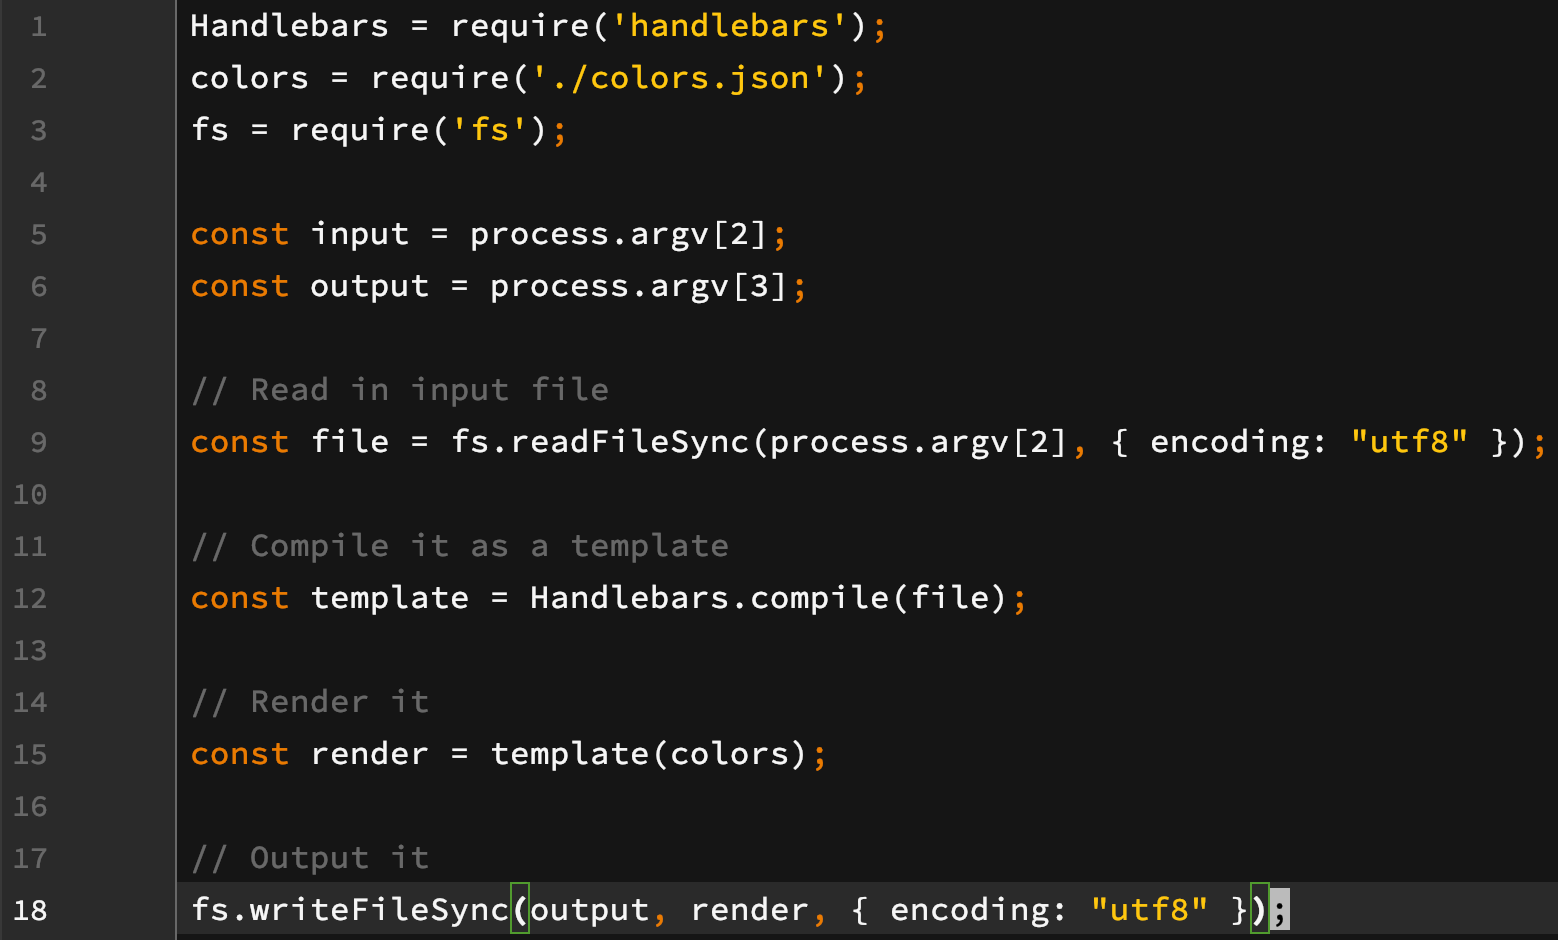 1 Handlebars = require('handlebars');
2 colors = require('./colors.json');
3 fs = require('fs');
4
5 const input = process.argv[2];
6 const output = process.argv[3];
7
8 // Read in input file
9 const file = fs.readFileSync(process.argv[2], { encoding: "utf8" });
10
11 // Compile it as a template
12 const template = Handlebars.compile(file);
13
14 // Render it
15 const render = template(colors);
16
17 // Output it
18 fs.writeFileSync(output, render, { encoding: "utf8" });